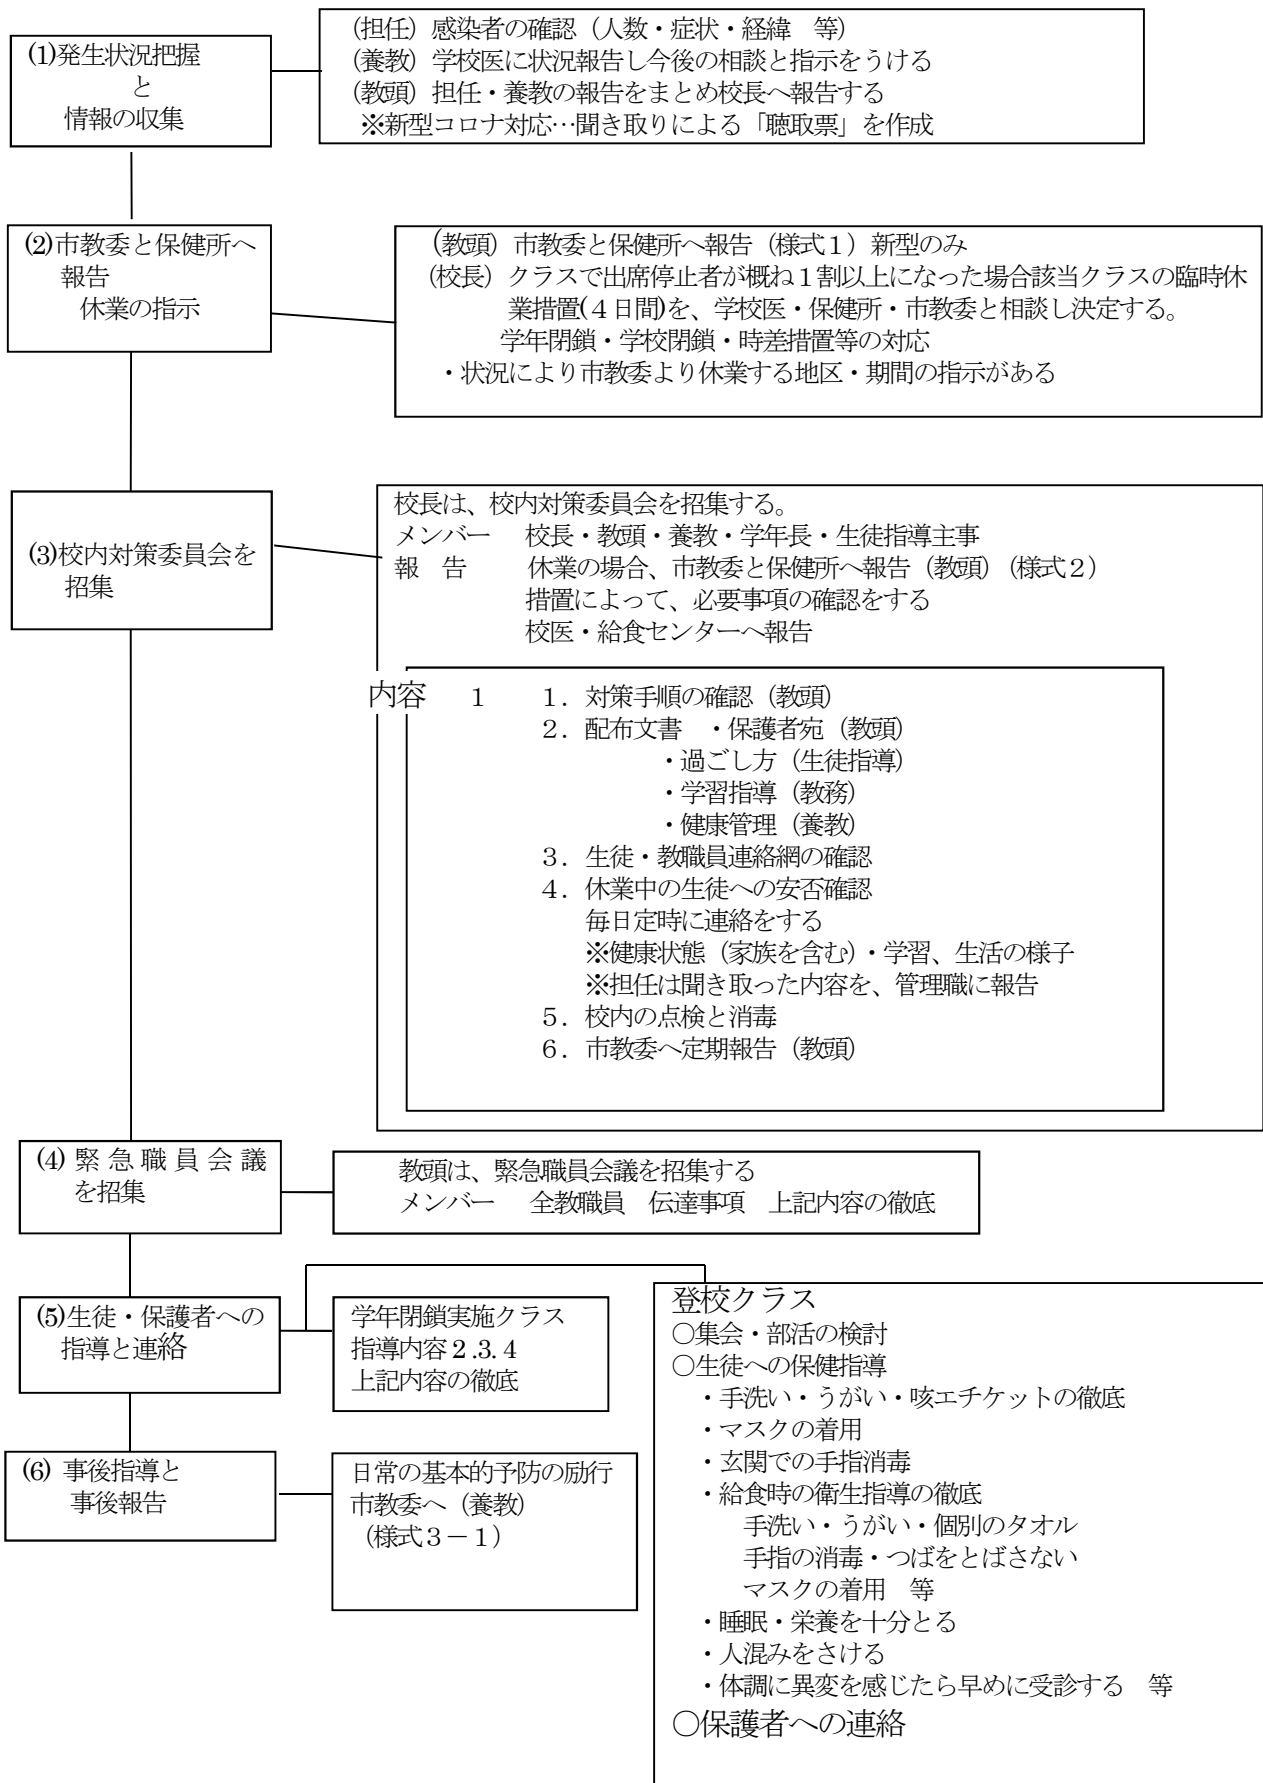 (1)発生状況把握
と
情報の収集
(担任）感染者の確認（人数・症状・経緯　等）
(養教）学校医に状況報告し今後の相談と指示をうける
(教頭）担任・養教の報告をまとめ校長へ報告する
※新型コロナ対応…聞き取りによる「聴取票」を作成
(2)市教委と保健所へ
報告
休業の指示
(教頭）市教委と保健所へ報告（様式１）新型のみ
(校長）クラスで出席停止者が概ね１割以上になった場合該当クラスの臨時休
業措置(４日間)を、学校医・保健所・市教委と相談し決定する。
学年閉鎖・学校閉鎖・時差措置等の対応
・状況により市教委より休業する地区・期間の指示がある
(3)校内対策委員会を
招集
校長は、校内対策委員会を招集する。
メンバー　校長・教頭・養教・学年長・生徒指導主事
報　告　休業の場合、市教委と保健所へ報告（教頭）（様式２）
措置によって、必要事項の確認をする
校医・給食センターへ報告
内容　１　１．対策手順の確認（教頭）
２．配布文書　・保護者宛（教頭）
・過ごし方（生徒指導）
・学習指導（教務）
・健康管理（養教）
３．生徒・教職員連絡網の確認
４．休業中の生徒への安否確認
毎日定時に連絡をする
※健康状態（家族を含む）・学習、生活の様子
※担任は聞き取った内容を、管理職に報告
５．校内の点検と消毒
６．市教委へ定期報告（教頭）
(4) 緊 急 職 員 会 議
を招集
教頭は、緊急職員会議を招集する
メンバー　全教職員　伝達事項　上記内容の徹底
(5)生徒・保護者への
指導と連絡
学年閉鎖実施クラス
指導内容２.３.４
上記内容の徹底
登校クラス
○集会・部活の検討
○生徒への保健指導
・手洗い・うがい・咳エチケットの徹底
・マスクの着用
・玄関での手指消毒
・給食時の衛生指導の徹底
手洗い・うがい・個別のタオル
手指の消毒・つばをとばさない
マスクの着用　等
・睡眠・栄養を十分とる
・人混みをさける
・体調に異変を感じたら早めに受診する　等
○保護者への連絡
(6) 事後指導と
事後報告
日常の基本的予防の励行
市教委へ（養教）
（様式３－１）